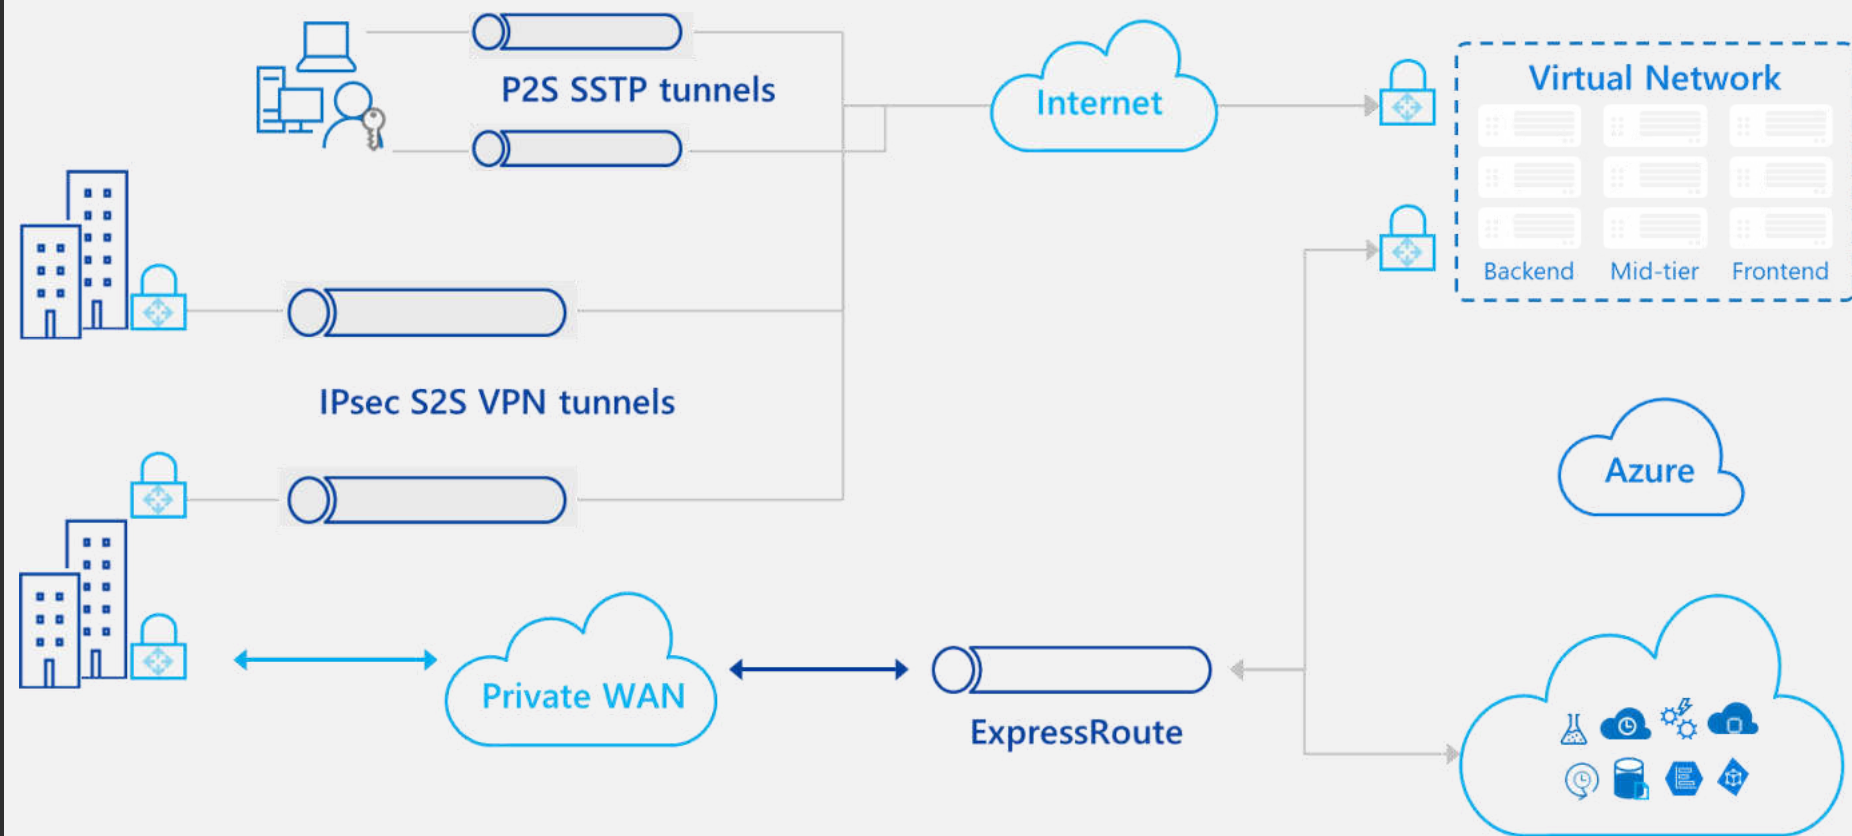 P2S SSTP tunnels
Internet
Virtual Network
Backend Mid-tier Frontend
IPsec S2S VPN tunnels
Azure
Private WAN
ExpressRoute